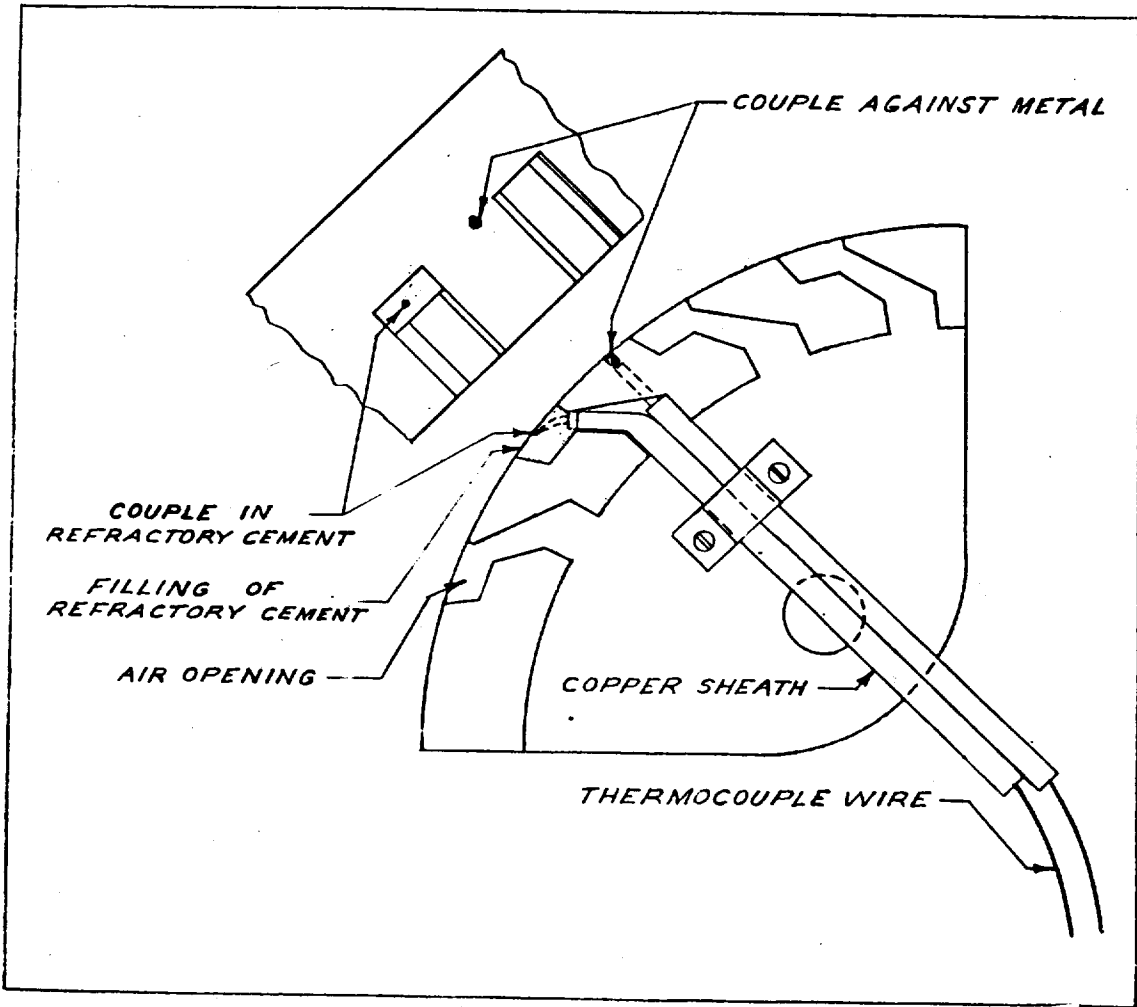 COUPLE AGAINST METAL
COUPLE IN
REFRACTORY CEMENT
FILLING OF
REFRACTORY CEMENT
AIR OPENING
COPPER SHEATH
THERMOCOUPLE WIRE